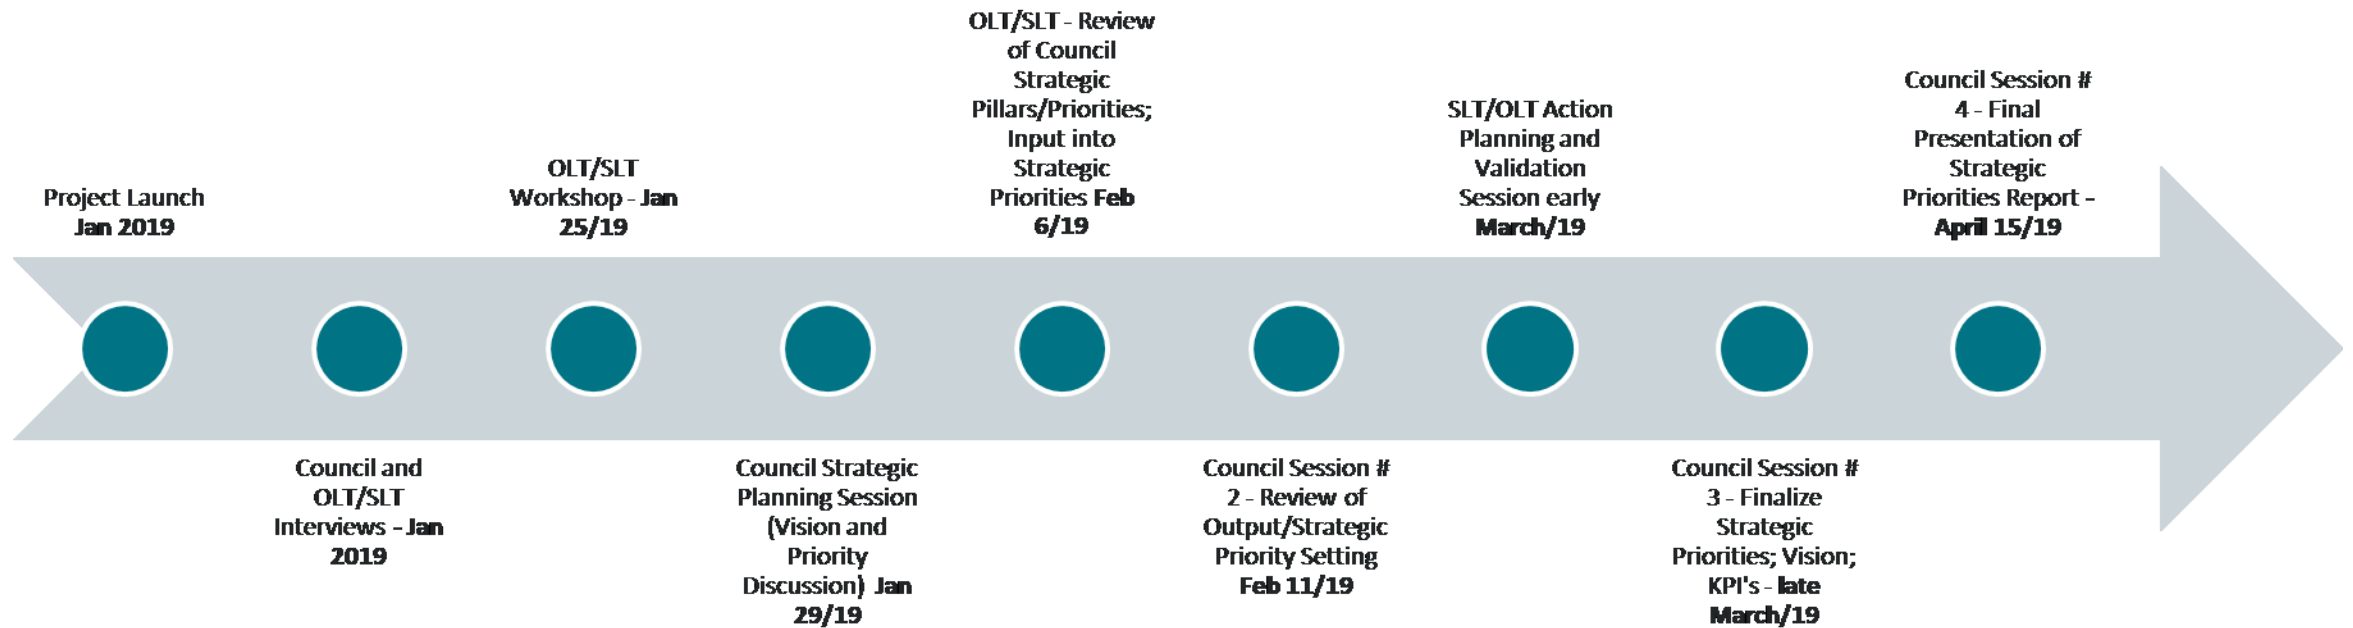 Project Launch
Jan 2019
Council and
OLT/SLT
Interviews - Jan
2019
OLT/SLT
Workshop - Jan
25/19
Council Strategic
Planning Session
(Vision and
Priority
Discussion) Jan
29/19
OLT/SLT - Review
of Council
Strategic
Pillars/Priorities;
Input into
Strategic
Priorities Feb
6/19
Council Session #
2 - Review of
Output/Strategic
Priority Setting
Feb 11/19
SLT/OLT Action
Planning and
Validation
Session early
March/19
Council Session #
3 - Finalize
Strategic
Priorities; Vision;
KPI's - late
March/19
Council Session #
4 - Final
Presentation of
Strategic
Priorities Report –
April 15/19